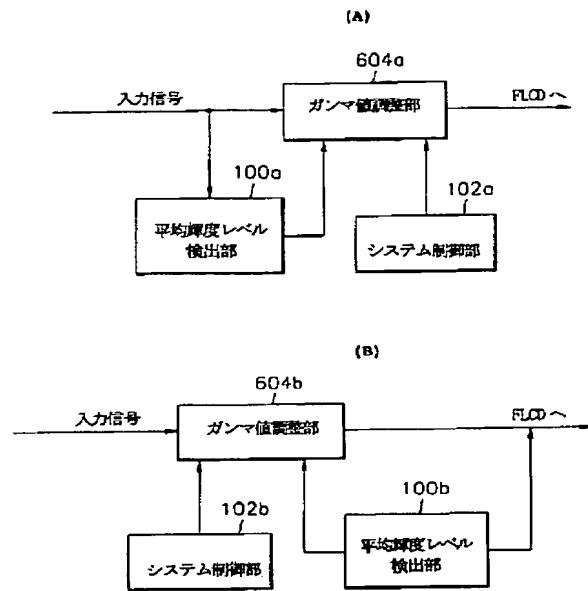 (A)
604a
入力信号
ガンマ値調整部
FLCDへ
100a
102a
平均輝度レベル
検出部
システム制御部
(B)
604b
入力信号
ガンマ値調整部
FLCDへ
102b
100b
システム制御部
平均輝度レベル
検出部